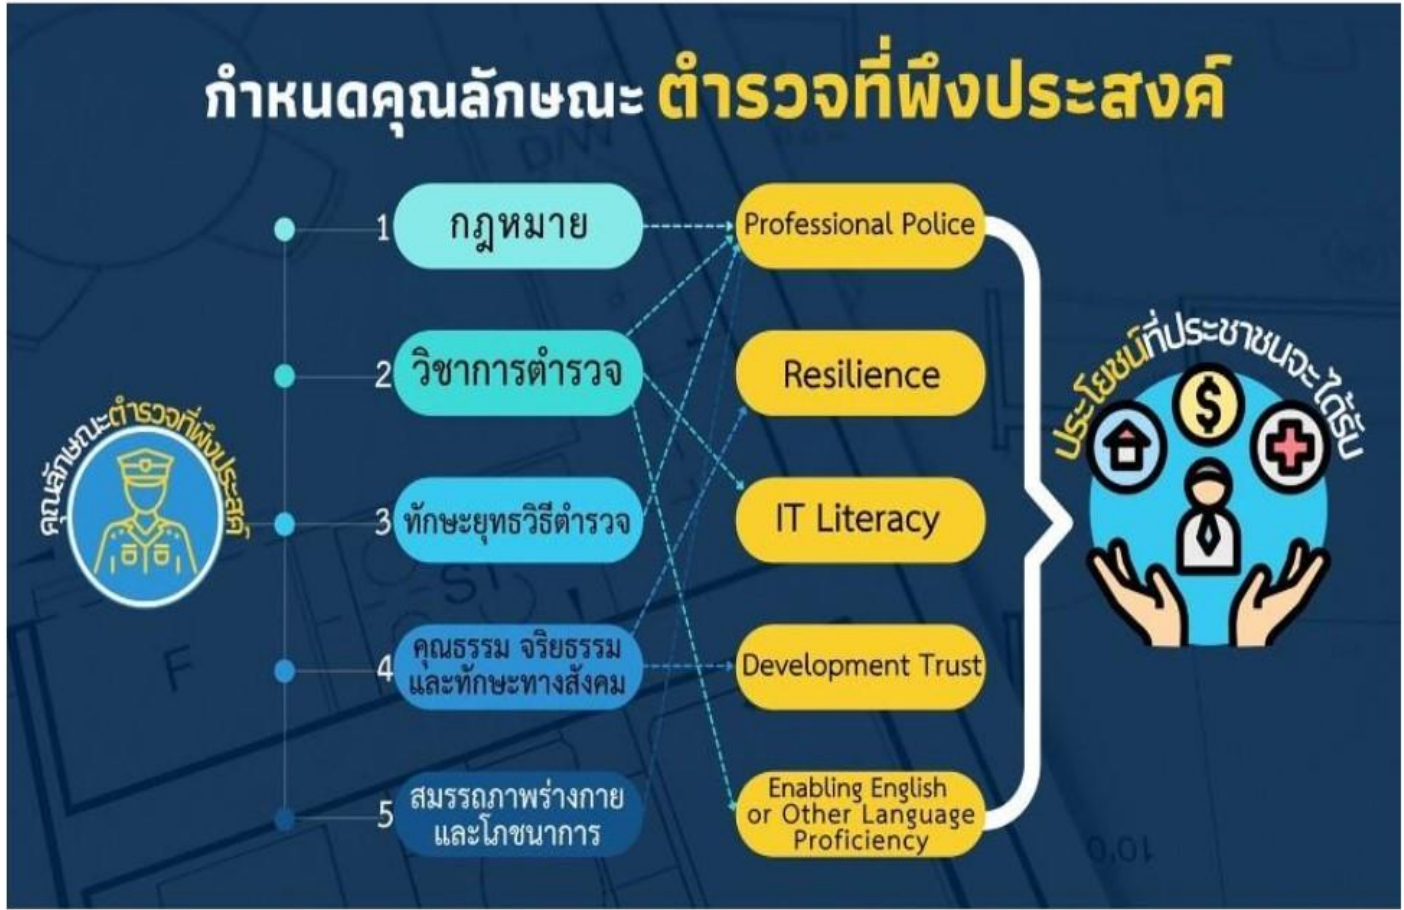 กำหนดคุณลักษณะ ตำรวจที่พึงประสงค์
คุณลักษณะตำรวจที่พึงประสงค์
1 กฎหมาย
2 วิชาการตำรวจ
3 ทักษะยุทธวิธีตำรวจ
4 คุณธรรม จริยธรรม
และทักษะทางสังคม
5 สมรรถภาพร่างกาย
และโภชนาการ
Professional Police
Resilience
IT Literacy
Development Trust
Enabling English
or Other Language
Proficiency
ประโยชน์ที่ประชาชนจะได้รับ
$
D/W
F
ST
10,01